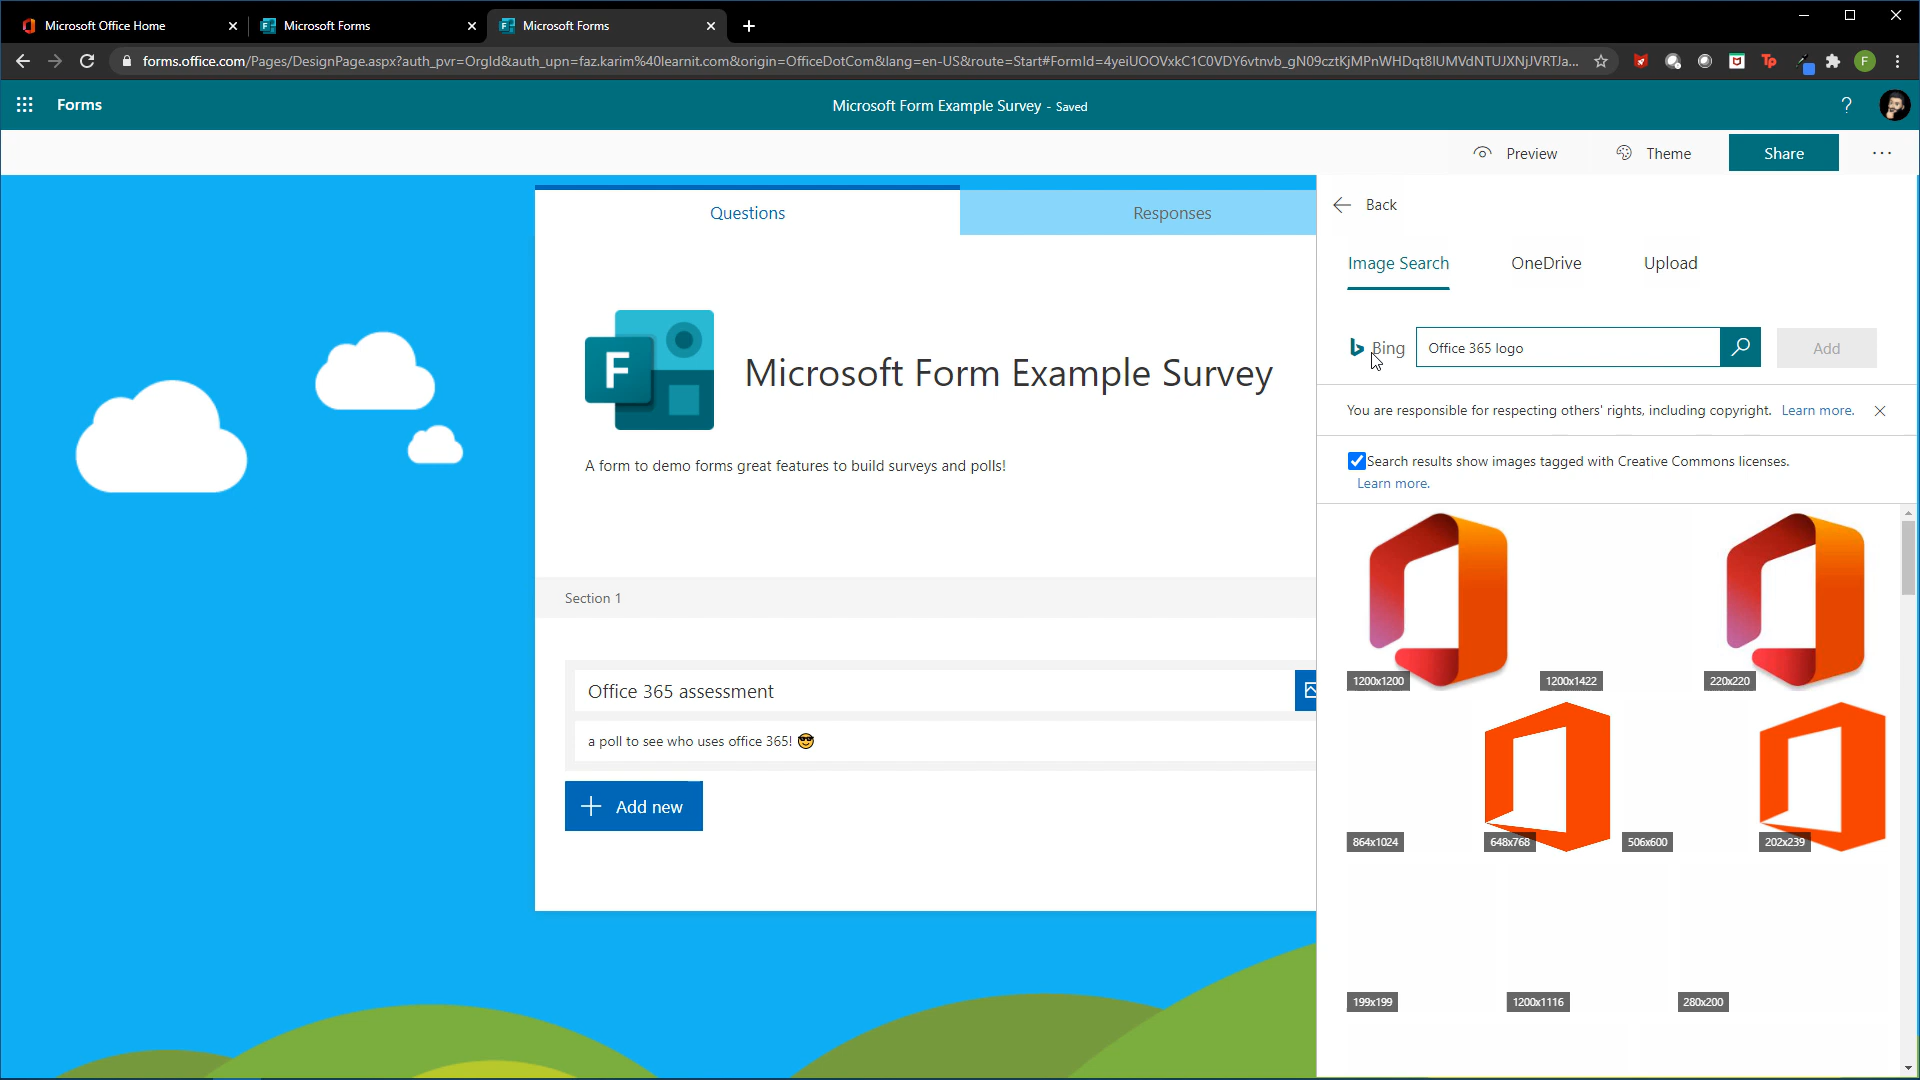 Microsoft Office Home
Microsoft Forms
Microsoft Forms
forms.office.com/Pages/DesignPage.aspx?auth_pvr=OrgId&auth_upn=faz.karim%40learnit.com&origin=OfficeDotCom&lang=en-US&route=Start#FormId=4yeiUOOVxkC1C0VDY6vtnvb_gN09cztKjMPnWHDqt8lUMVdNTUJXNjJVRTJa...
Tp
F
Forms
Microsoft Form Example Survey - Saved
?
Preview
Theme
Share
Questions
Responses
Back
Image Search
OneDrive
Upload
Bing
Office 365 logo
Add
You are responsible for respecting others' rights, including copyright. Learn more.
Search results show images tagged with Creative Commons licenses.
Learn more.
F
Microsoft Form Example Survey
A form to demo forms great features to build surveys and polls!
Section 1
Office 365 assessment
a poll to see who uses office 365! 😎
Add new
1200x1200
1200x1422
220x220
864x1024
648x768
506x600
202x239
199x199
1200x1116
280x200